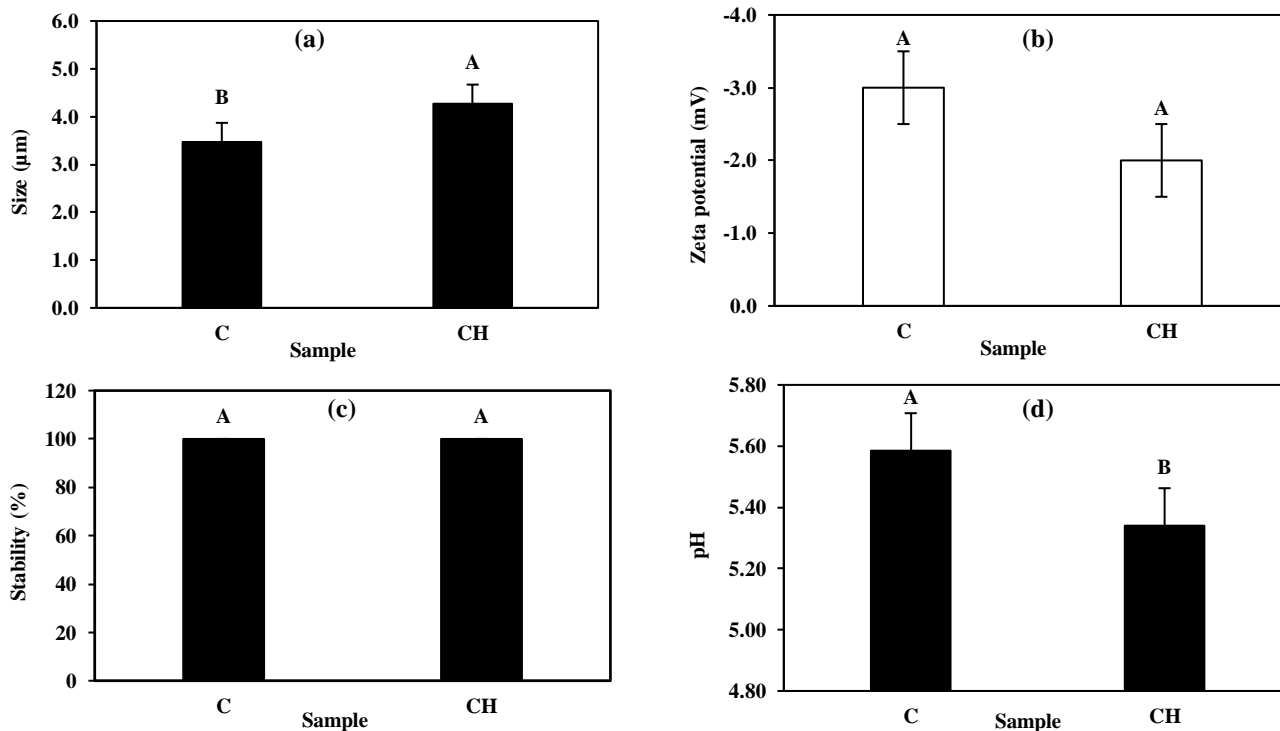 (a)
Size (µm)
6.0
5.0
4.0
3.0
2.0
1.0
0.0
B
A
C
CH
Sample
(b)
Zeta potential (mV)
-4.0
-3.0
-2.0
-1.0
0.0
A
A
C
CH
Sample
(c)
Stability (%)
120
100
80
60
40
20
0
A
A
C
CH
Sample
(d)
pH
5.80
5.60
5.40
5.20
5.00
4.80
A
B
C
CH
Sample